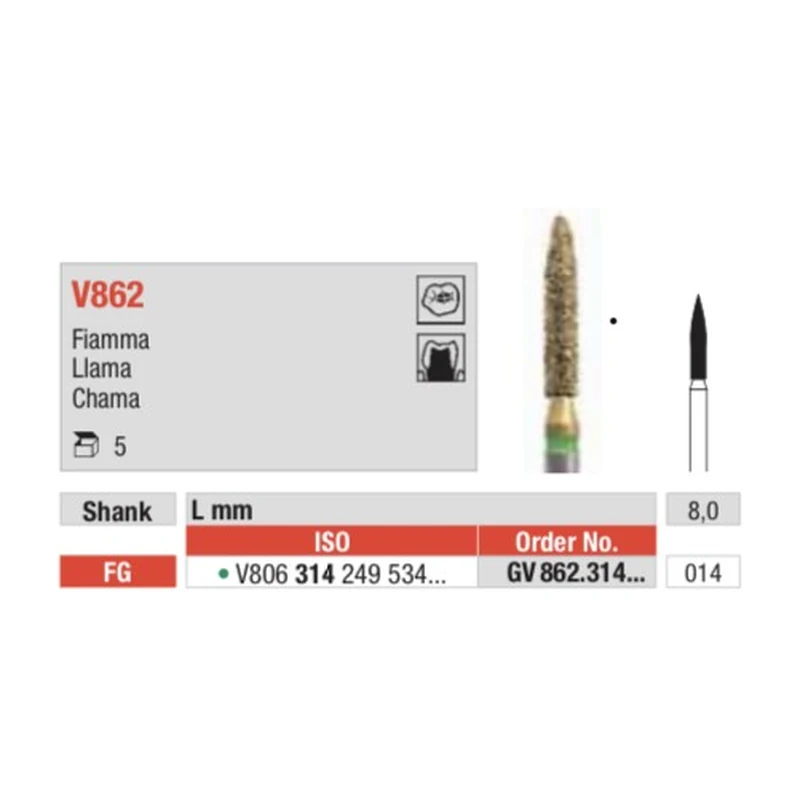 V862
Fiamma
Llama
Chama
5
Shank
L mm
8,0
ISO
Order No.
FG
• V806 314 249 534...
GV 862.314...
014